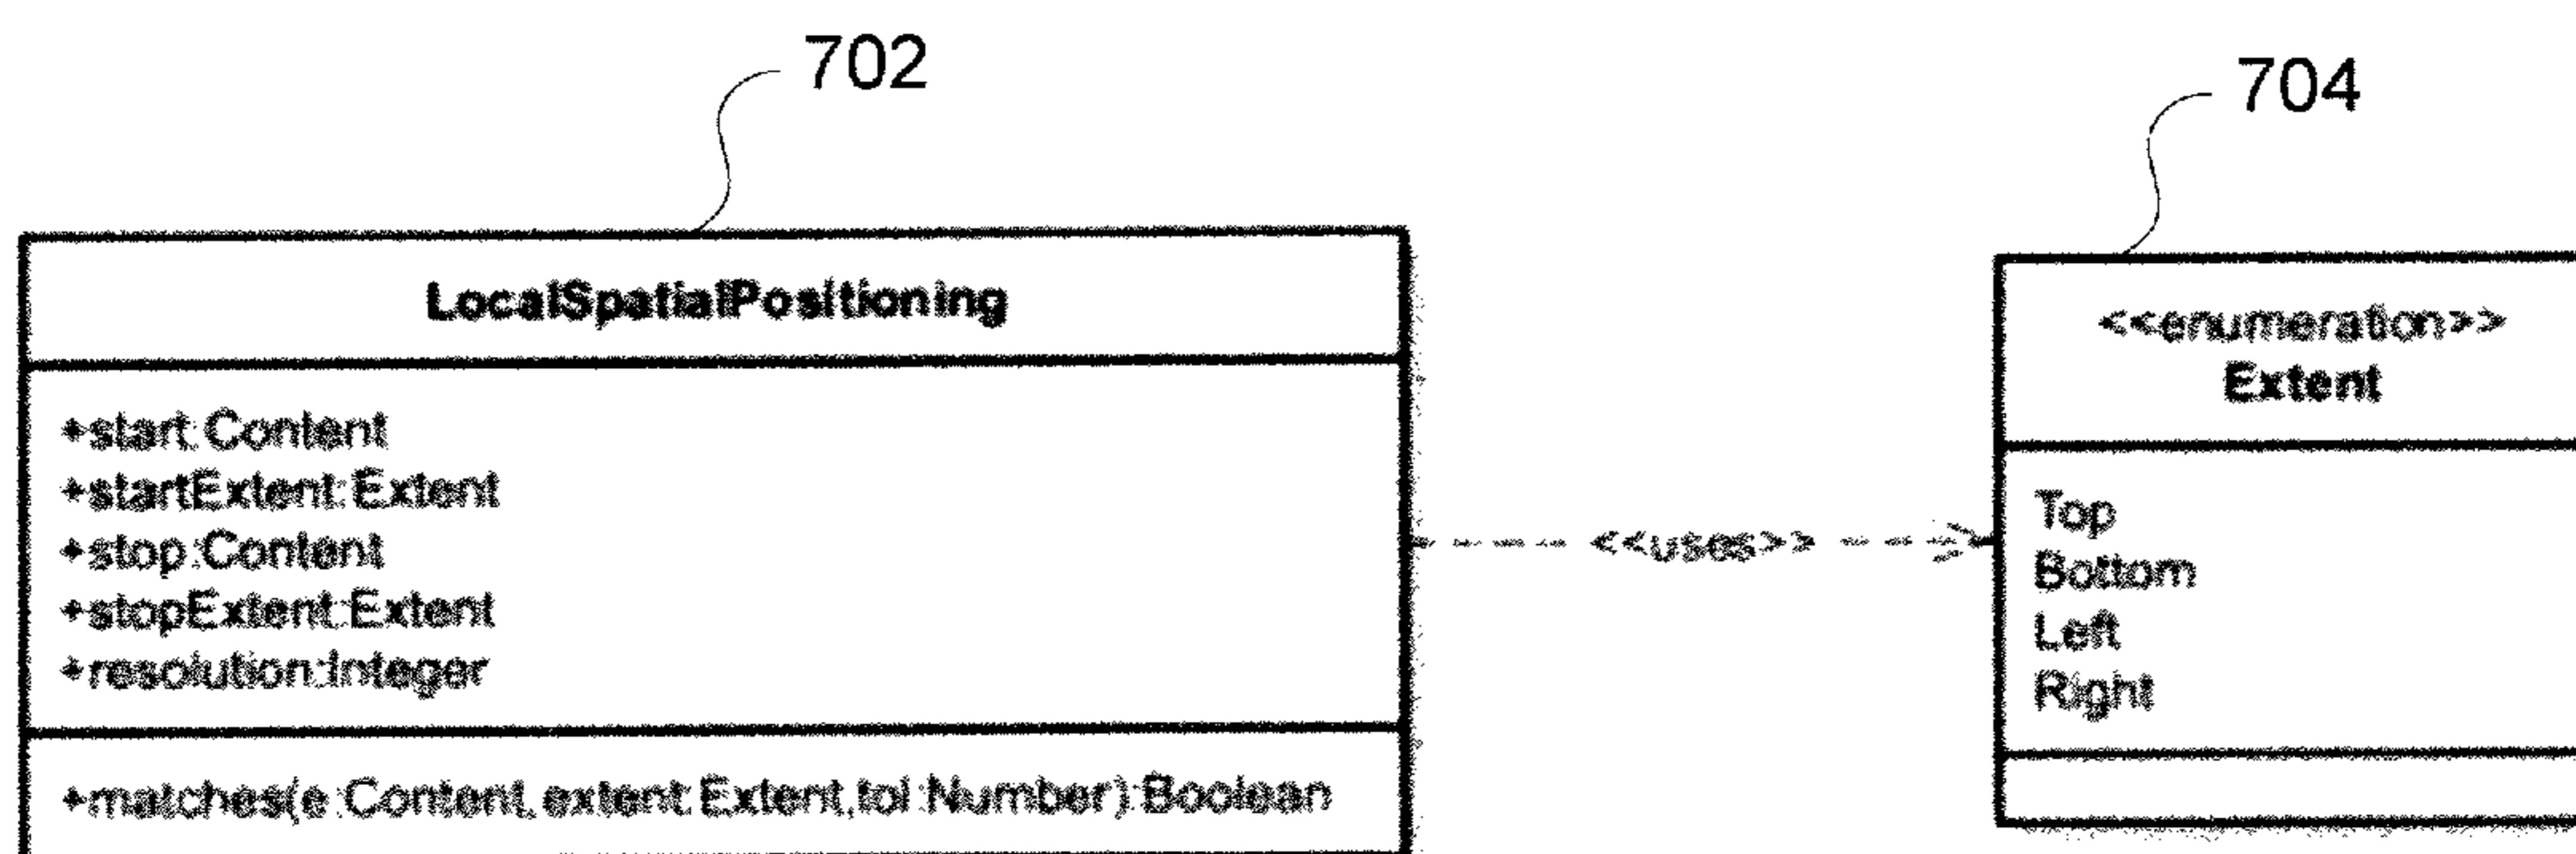 702
704
LocalSpatialPositioning
+start:Content
+startExtent:Extent
+stop:Content
+stopExtent:Extent
+resolution:Integer
+matches(e:Content,extent:Extent,tol:Number):Boolean
<<uses>>
<<enumeration>>
Extent
Top
Bottom
Left
Right